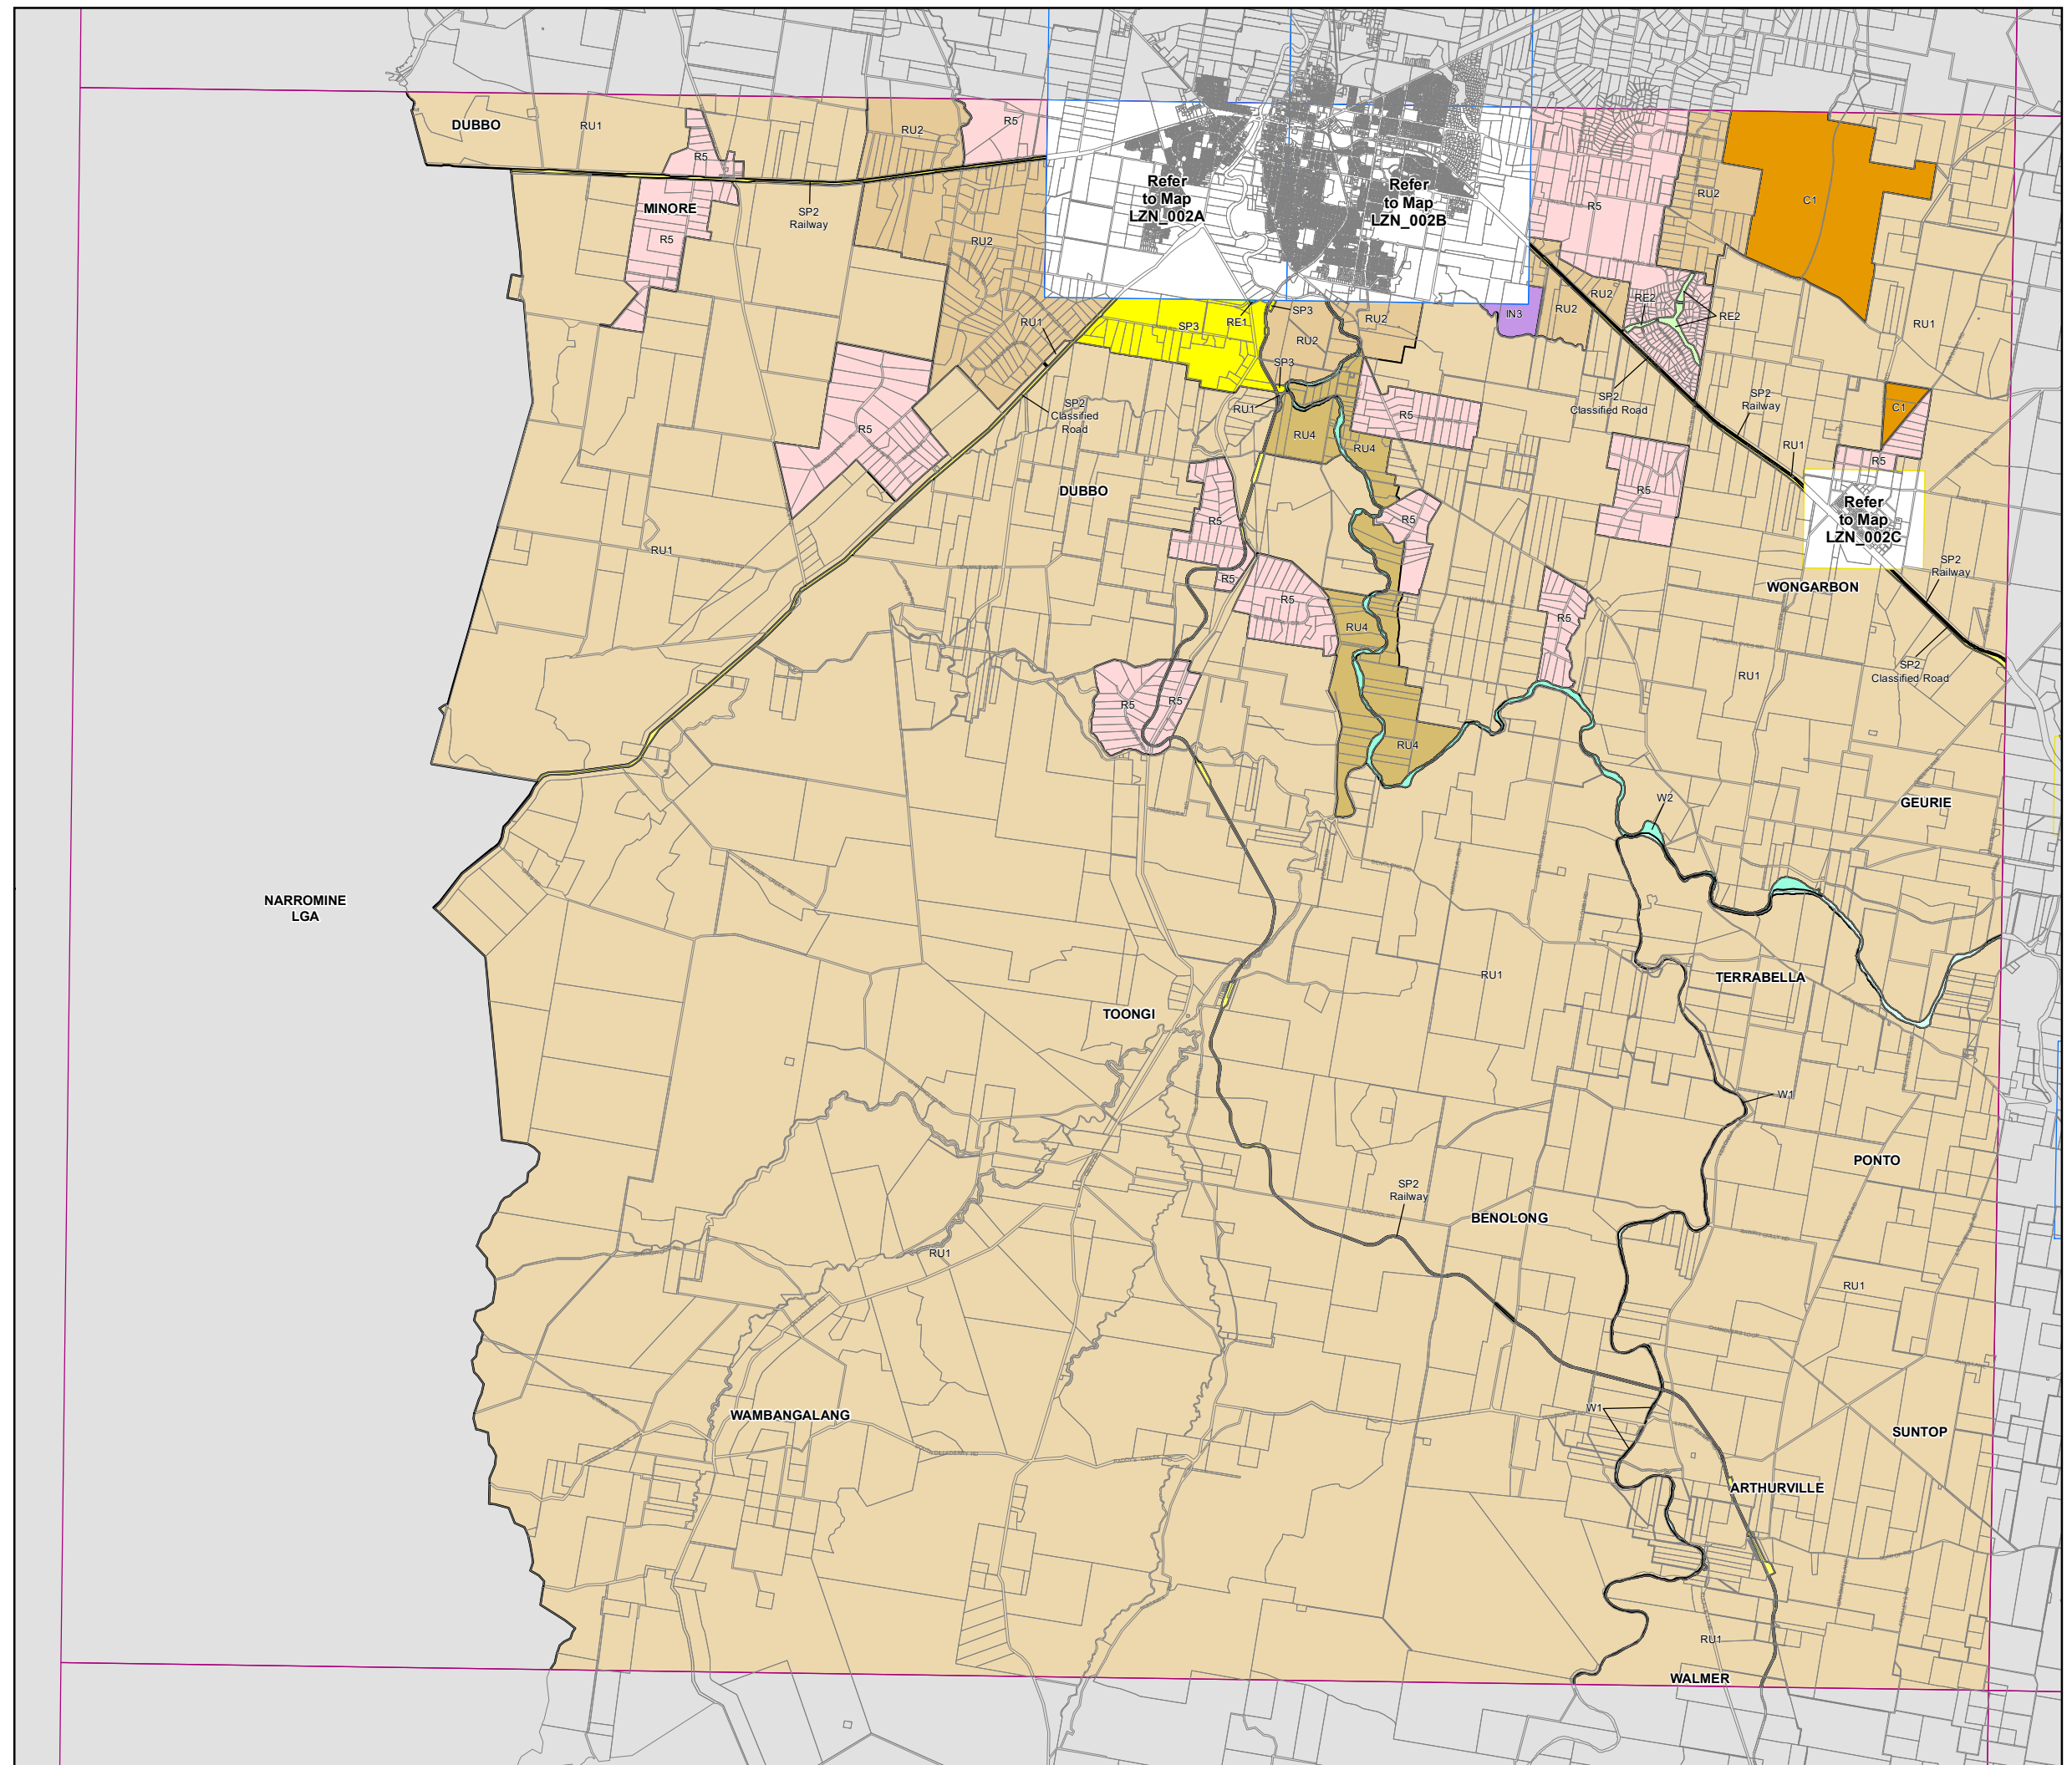 DUBBO
RU1
RU2
R5
R5
MINORE
R5
SP2
Railway
RU2
RU1
Refer
to Map
LZN_002A
Refer
to Map
LZN_002B
R5
RU2
C1
RU1
SP3
RE1
SP3
RU2
RU2
IN3
RU2
RU2
RE2
RE2
SP3
RU1
SP2
Classified
Road
R5
DUBBO
RU4
RU4
R5
SP2
Classified Road
SP2
Railway
RU1
C1
R5
R5
Refer
to Map
LZN_002C
SP2
Railway
WONGARBON
RU1
R5
R5
R5
R5
RU4
R5
RU1
SP2
Classified Road
R5
R5
RU4
W2
GEURIE
NARROMINE
LGA
TERRABELLA
RU1
TOONGI
W1
PONTO
SP2
Railway
BENOLONG
RU1
RU1
WAMBANGALANG
W1
SUNTOP
ARTHURVILLE
RU1
WALMER